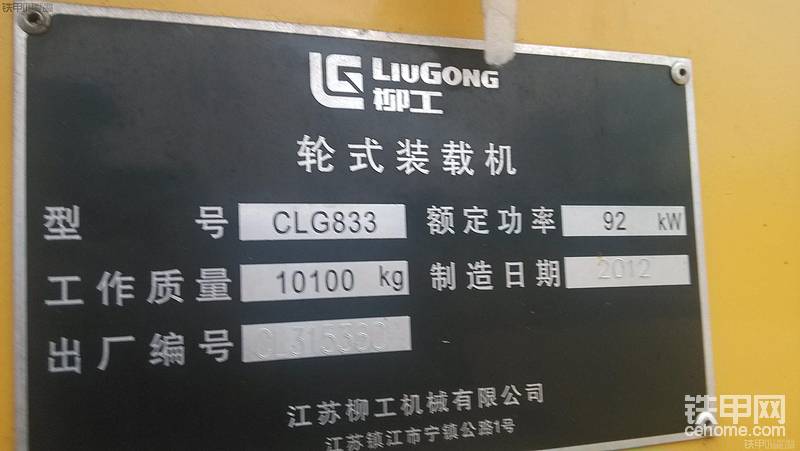 铁甲网
LIUGONG
柳工
轮式装载机
型号 CLG833 额定功率 92 kW
工作质量 10100 kg 制造日期 2012
出厂编号
江苏柳工机械有限公司
江苏镇江市宁镇公路1号
铁甲网
cehome.com